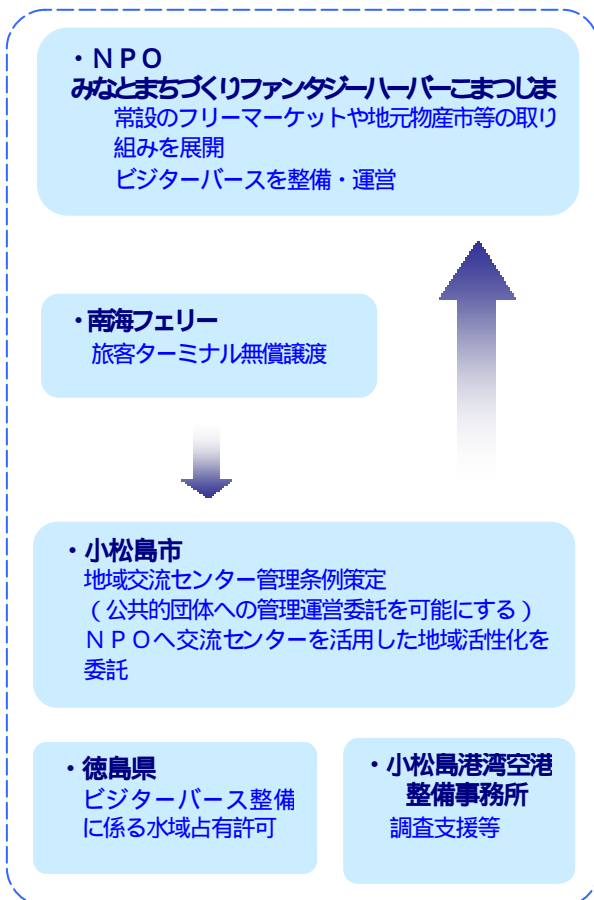 ・ＮＰＯ
みなとまちづくりファンタジーハーバーこまつじま
常設のフリーマーケットや地元物産市等の取り
組みを展開
ビジターバースを整備・運営
・南海フェリー
旅客ターミナル無償譲渡
・小松島市
地域交流センター管理条例策定
（公共的団体への管理運営委託を可能にする）
ＮＰＯへ交流センターを活用した地域活性化を
委託
・徳島県
ビジターバース整備
に係る水域占有許可
・小松島港湾空港
整備事務所
調査支援等